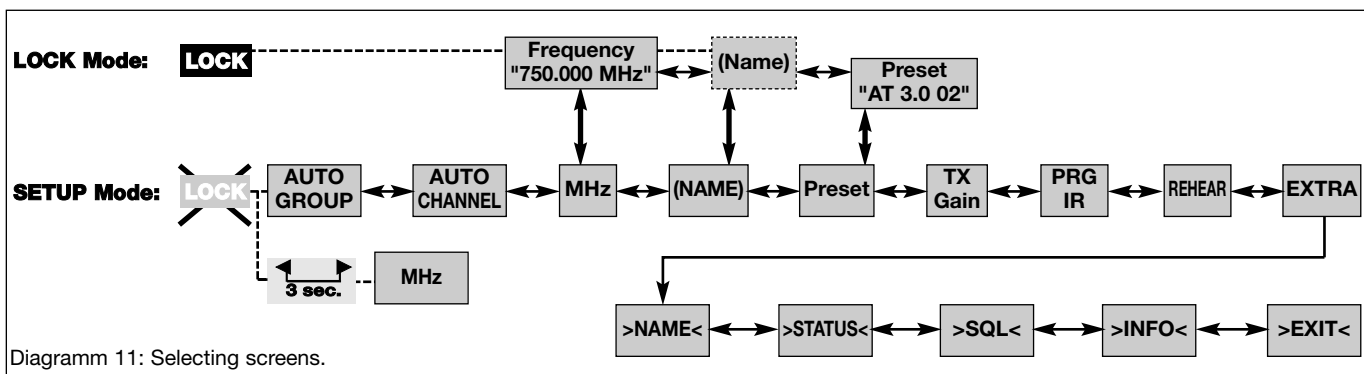 LOCK Mode:
LOCK
Frequency
"750.000 MHz"
(Name)
Preset
"AT 3.0 02"
SETUP Mode:
LOCK
AUTO
GROUP
AUTO
CHANNEL
MHz
(NAME)
Preset
TX
Gain
PRG
IR
REHEAR
EXTRA
3 sec.
MHz
>NAME<
>STATUS<
>SQL<
>INFO<
>EXIT<
Diagramm 11: Selecting screens.